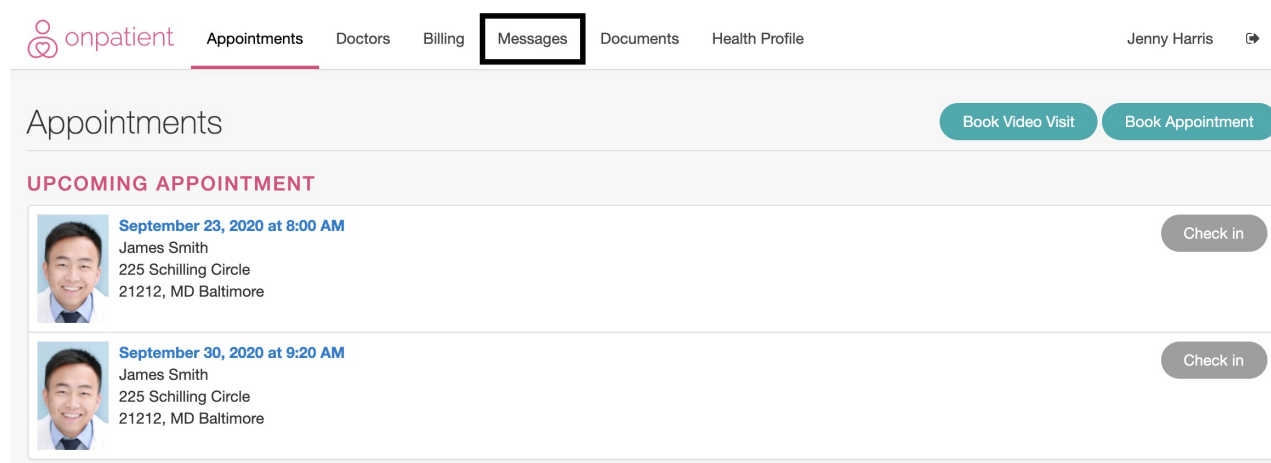 onpatient Appointments Doctors Billing Messages Documents Health Profile Jenny Harris
Appointments Book Video Visit Book Appointment
UPCOMING APPOINTMENT
September 23, 2020 at 8:00 AM Check in
James Smith
225 Schilling Circle
21212, MD Baltimore
September 30, 2020 at 9:20 AM Check in
James Smith
225 Schilling Circle
21212, MD Baltimore